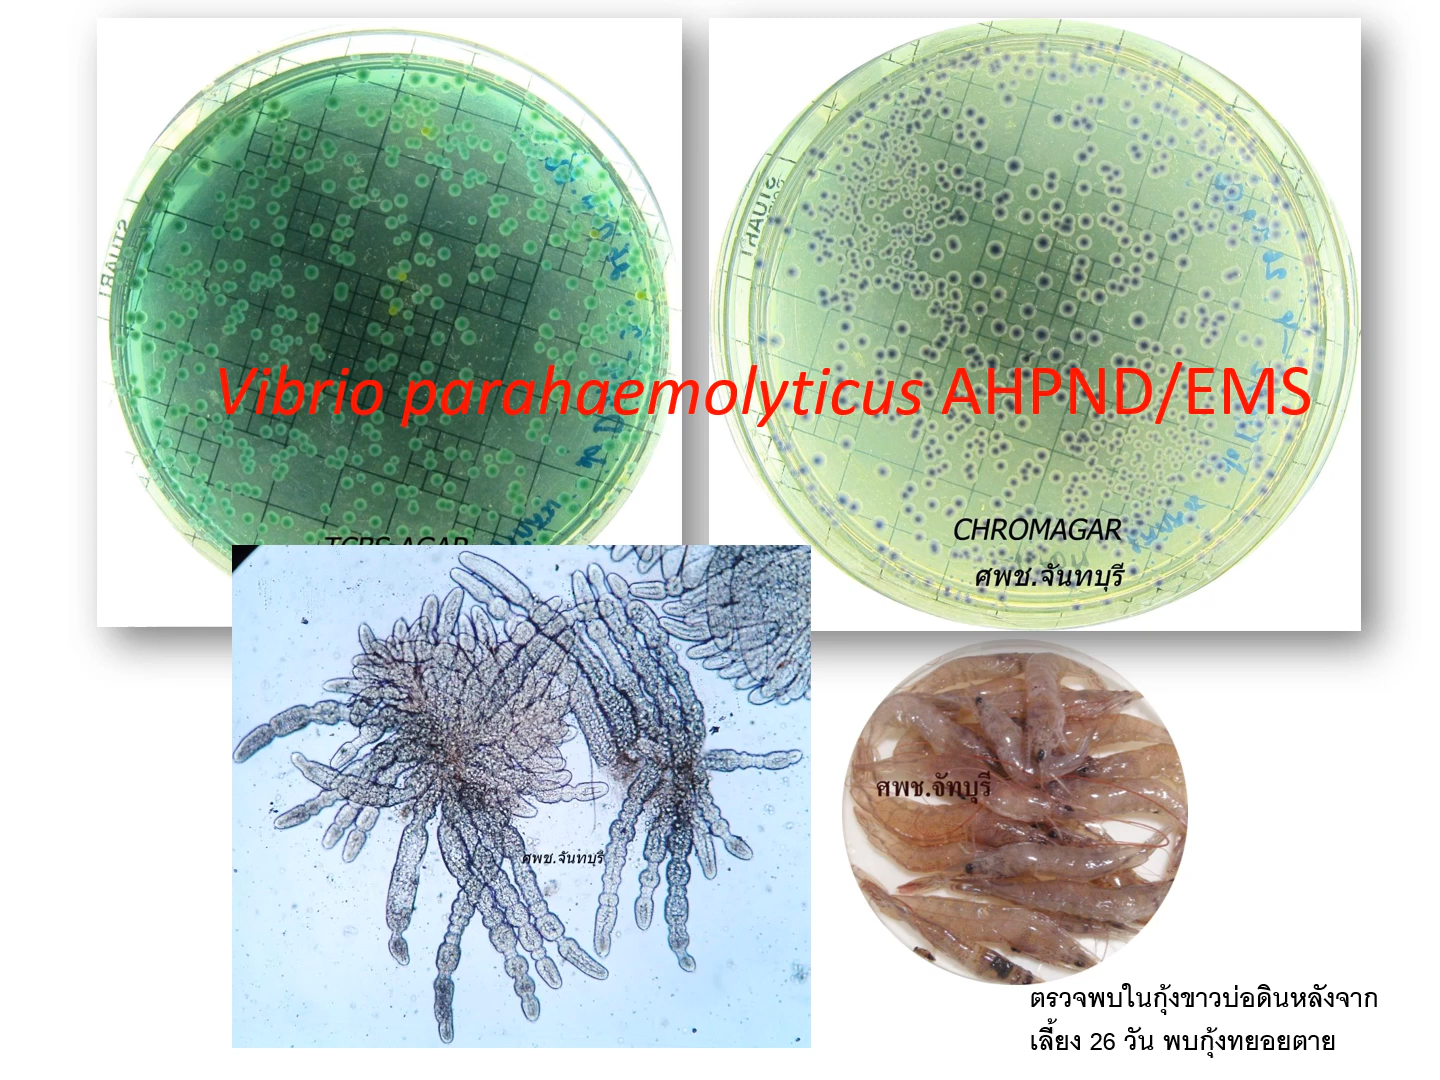 Vibrio parahaemolyticus AHPND/EMS
TCBS AGAR
CHROMAGAR
ศพช.จันทบุรี
ศพช.จันทบุรี
ศพช.จัทบุรี
ตรวจพบในกุ้งขาวบ่อดินหลังจาก
เลี้ยง 26 วัน พบกุ้งทยอยตาย